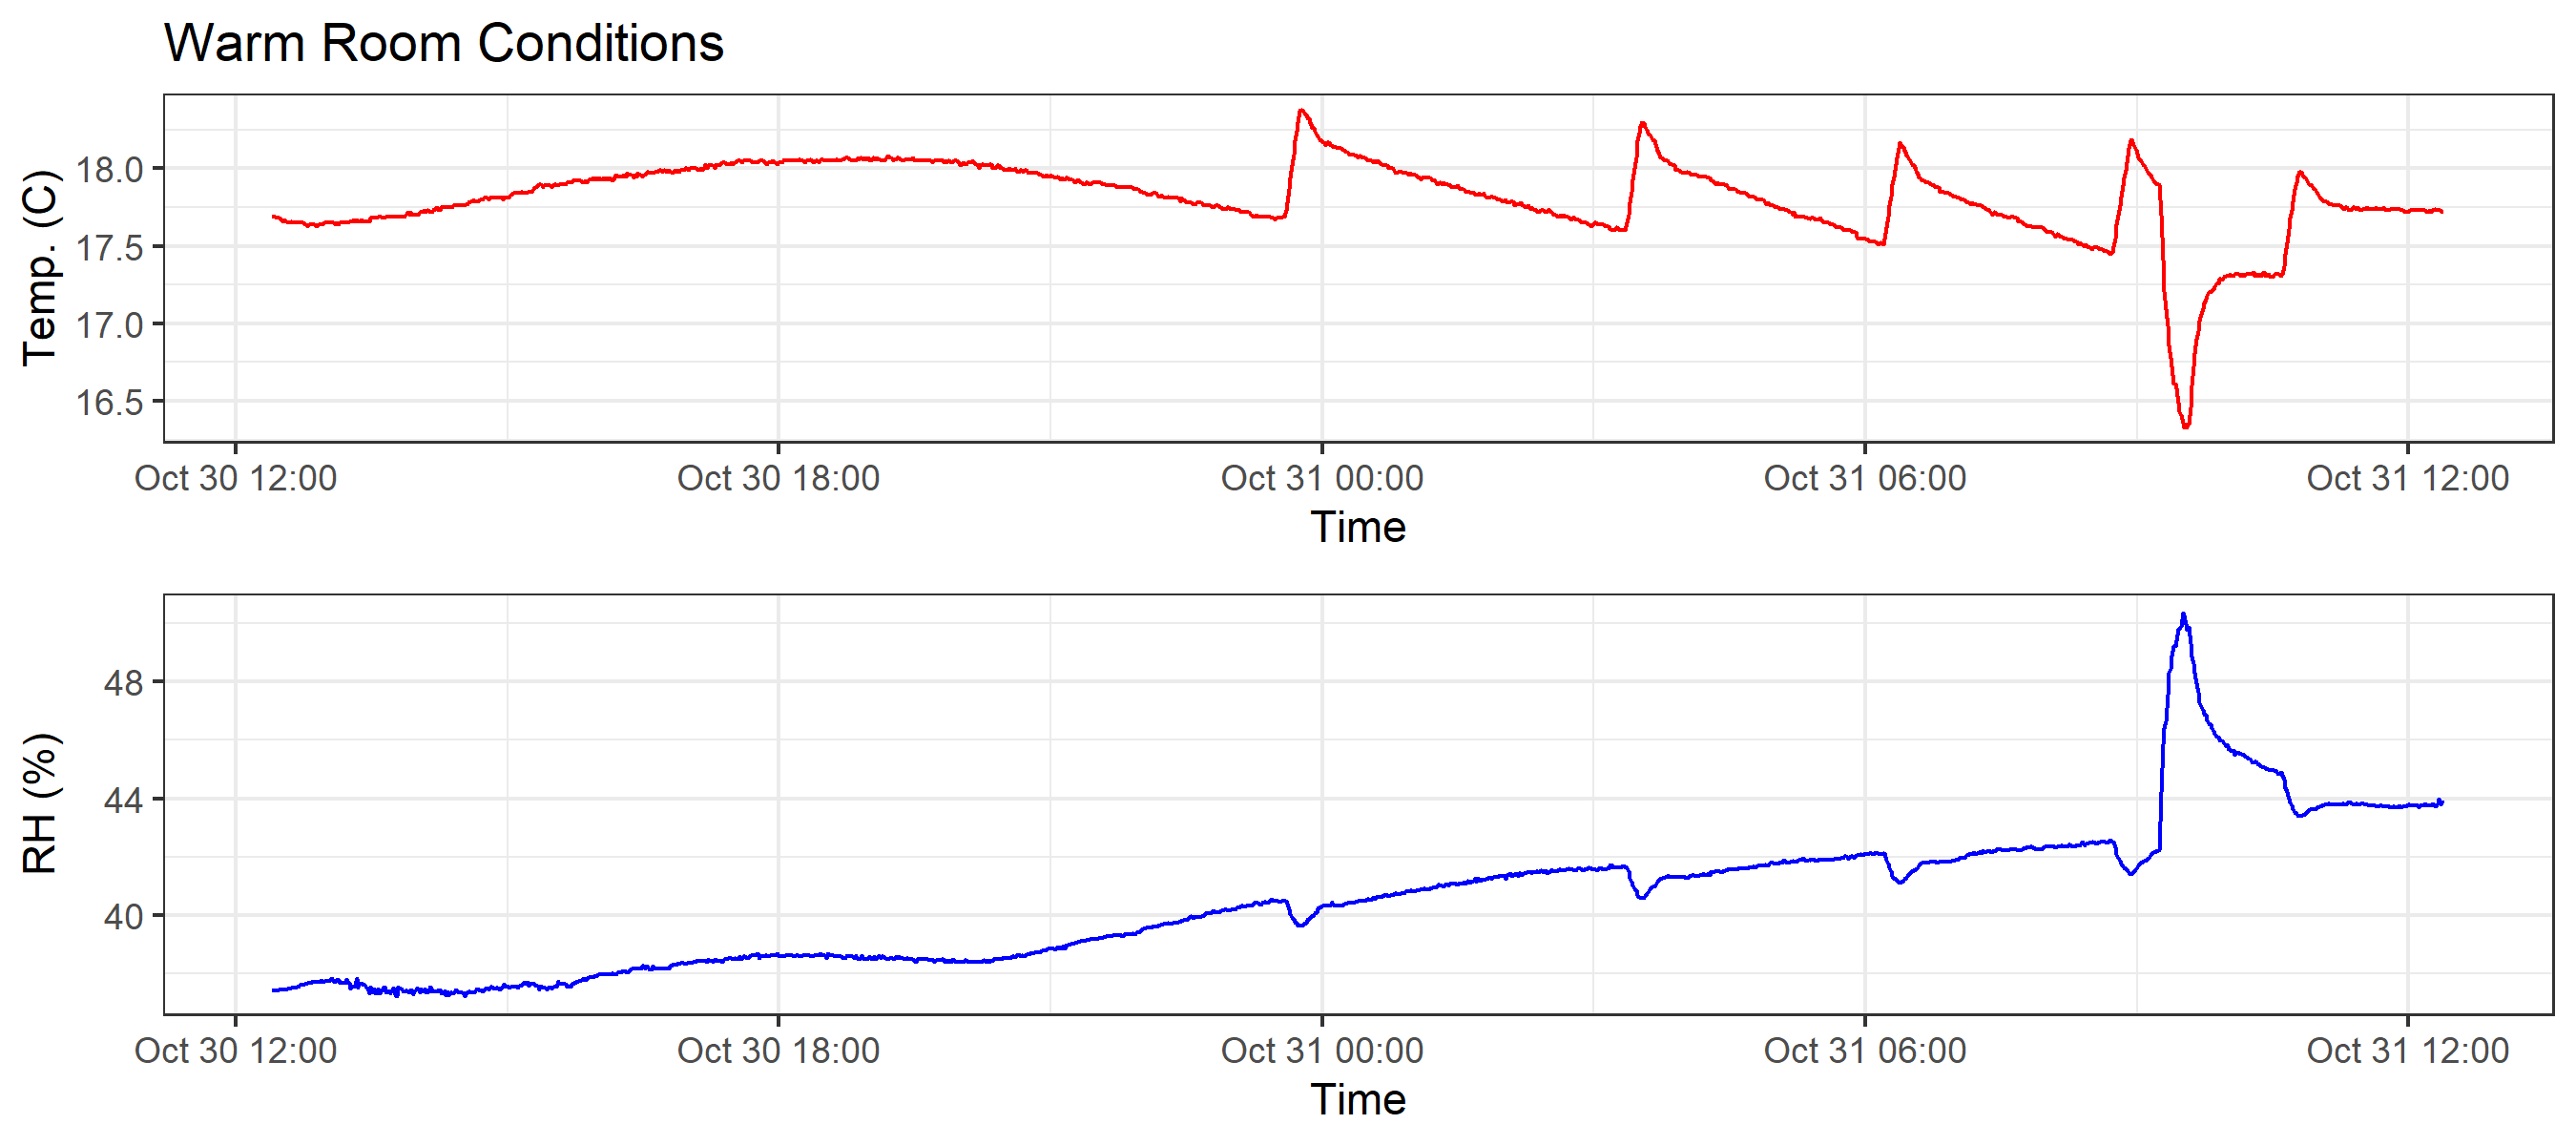 Warm Room Conditions
Temp. (C)
18.0
17.5
17.0
16.5
Oct 30 12:00 Oct 30 18:00 Oct 31 00:00 Oct 31 06:00 Oct 31 12:00
Time
RH (%)
48
44
40
Oct 30 12:00 Oct 30 18:00 Oct 31 00:00 Oct 31 06:00 Oct 31 12:00
Time